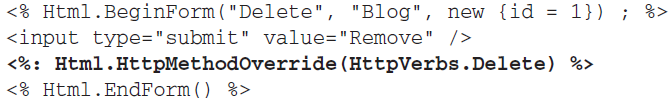 <% Html.BeginForm("Delete", "Blog", new {id = 1}) ; %>
<input type="submit" value="Remove" />
<%: Html.HttpMethodOverride(HttpVerbs.Delete) %>
<% Html.EndForm() %>